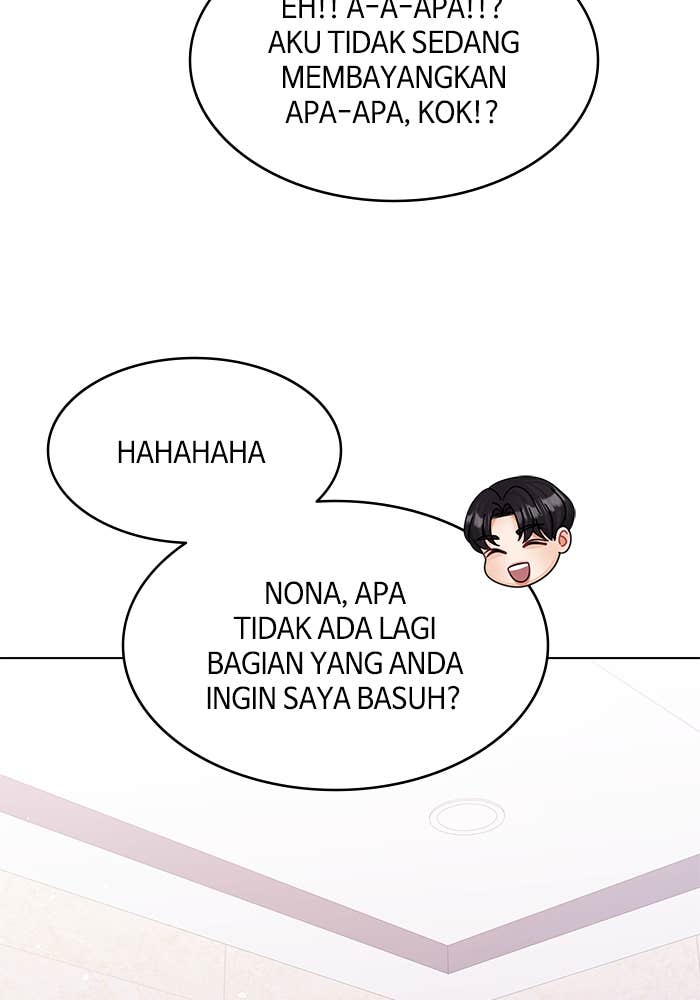 EH!! A-A-APA!!?
AKU TIDAK SEDANG
MEMBAYANGKAN
APA-APA, KOK!?
HAHAHAHA
NONA, APA
TIDAK ADA LAGI
BAGIAN YANG ANDA
INGIN SAYA BASUH?